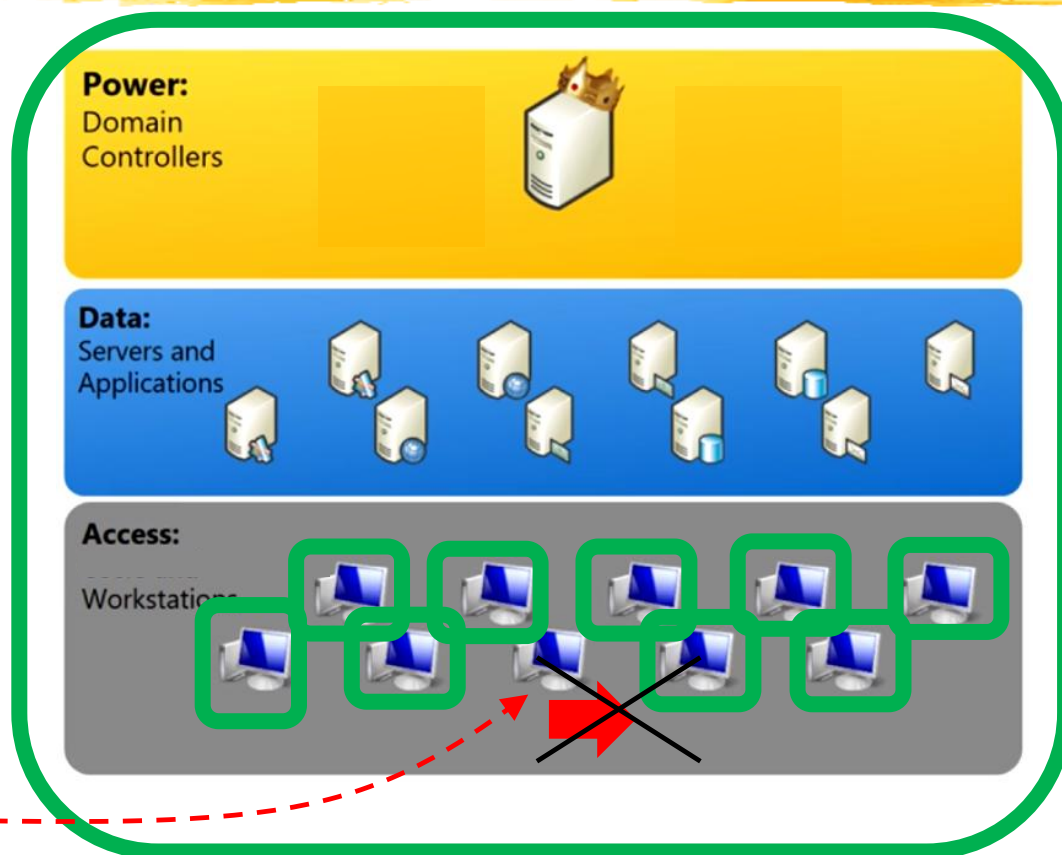 Power:
Domain
Controllers
Data:
Servers and
Applications
Access:
Workstations